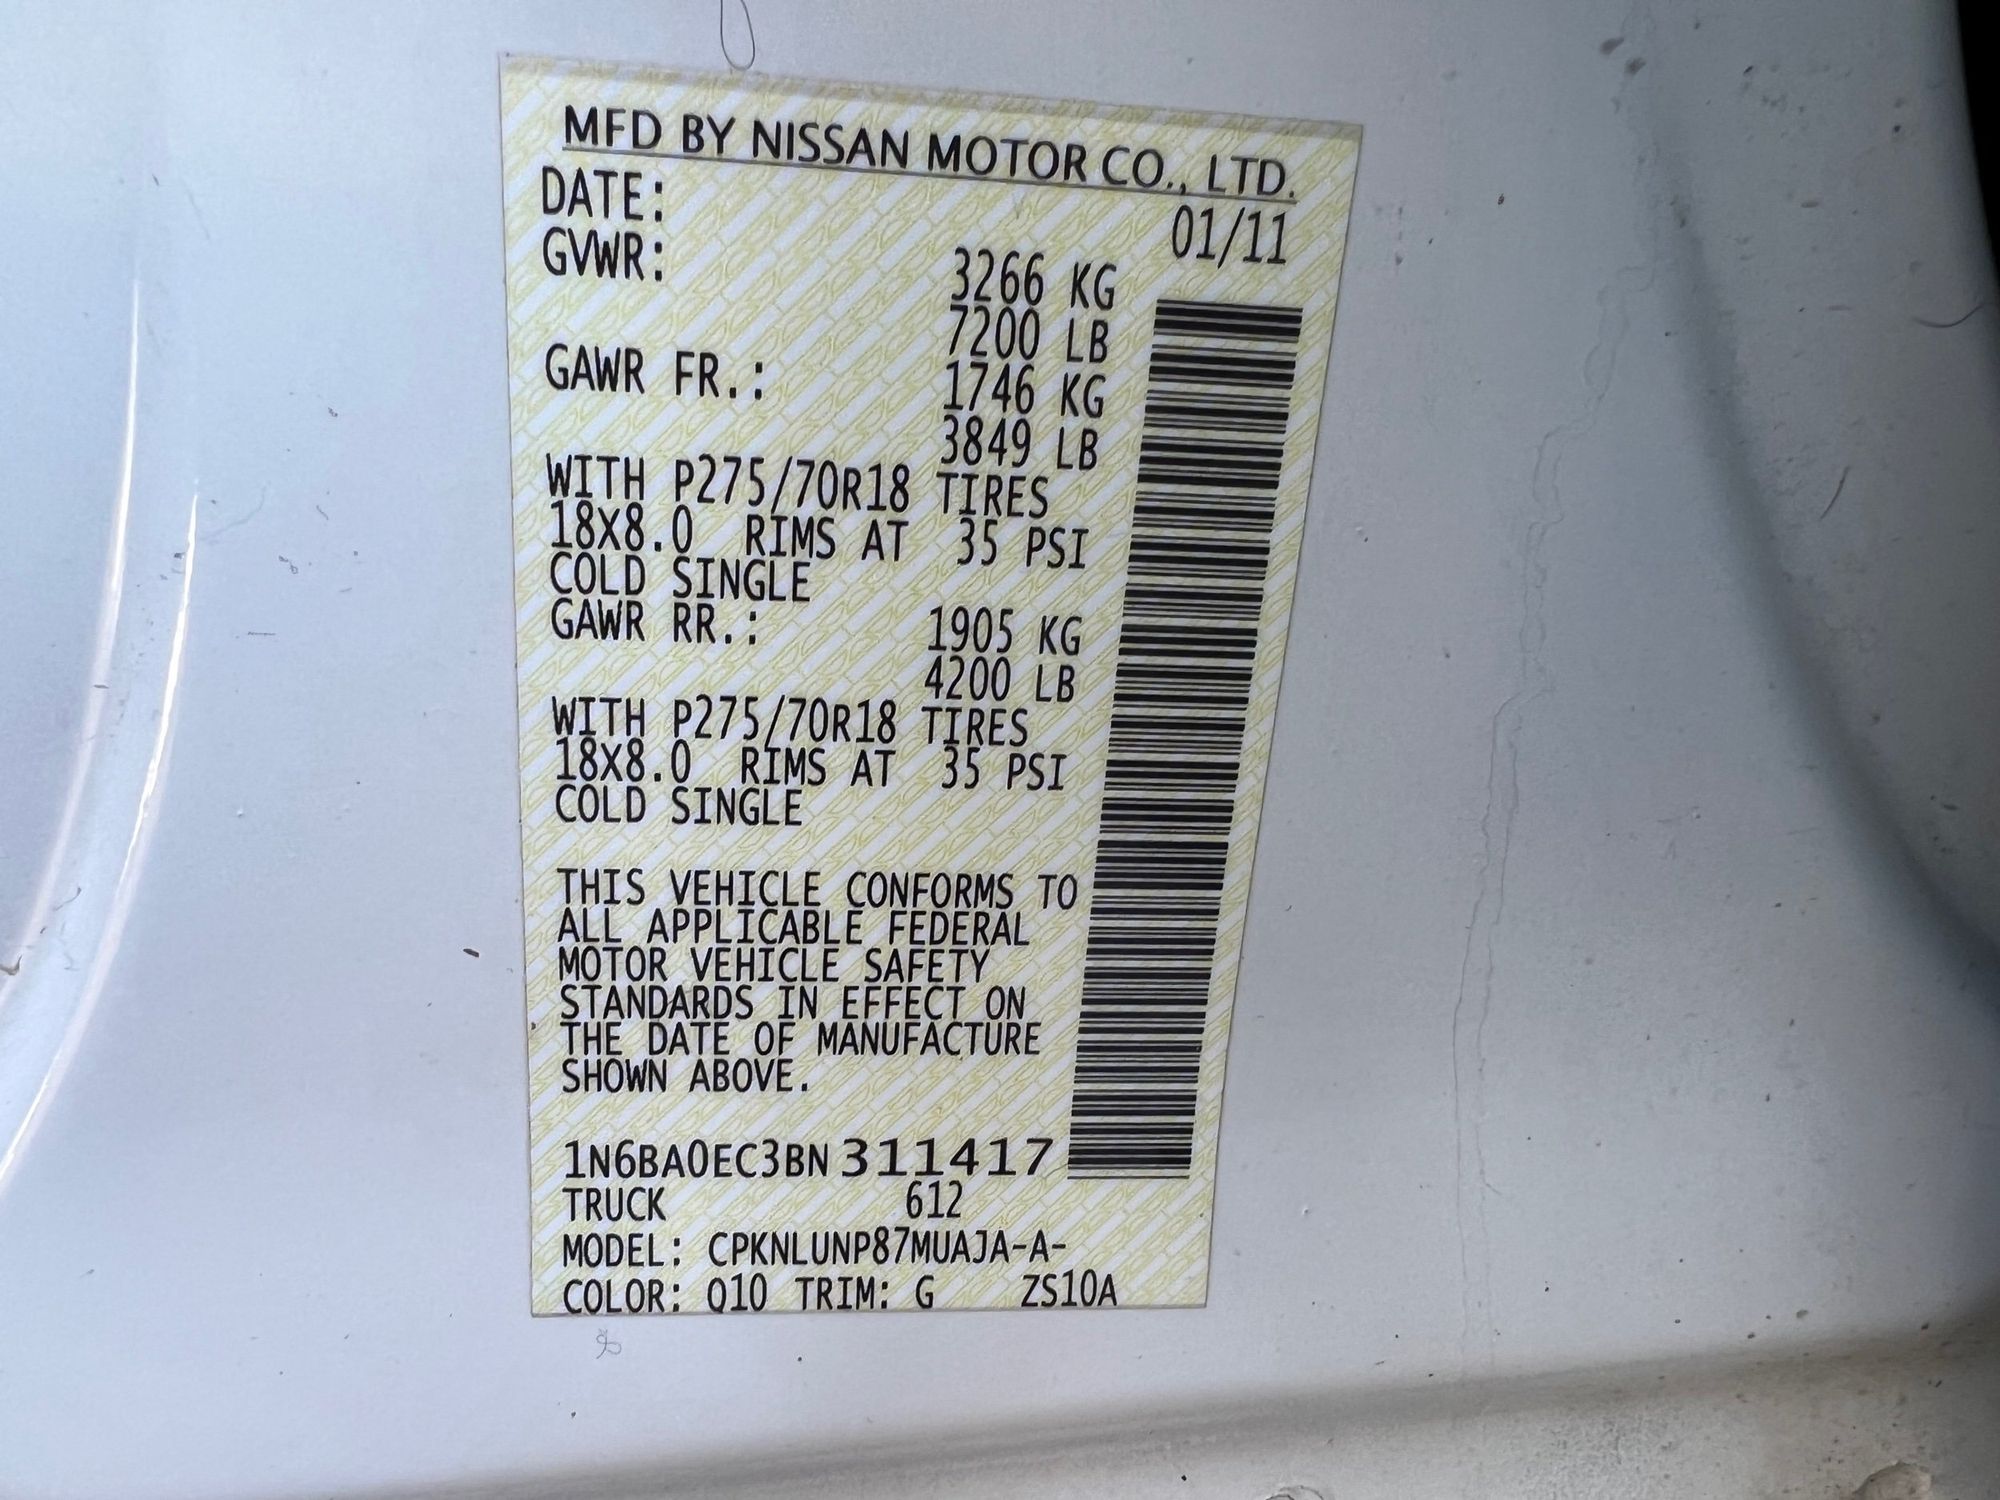 MFD BY NISSAN MOTOR CO., LTD.
DATE: 01/11
GVWR: 3266 KG
7200 LB
GAWR FR.: 1746 KG
3849 LB
WITH P275/70R18 TIRES
18X8.0 RIMS AT 35 PSI
COLD SINGLE
GAWR RR.: 1905 KG
4200 LB
WITH P275/70R18 TIRES
18X8.0 RIMS AT 35 PSI
COLD SINGLE
THIS VEHICLE CONFORMS TO
ALL APPLICABLE FEDERAL
MOTOR VEHICLE SAFETY
STANDARDS IN EFFECT ON
THE DATE OF MANUFACTURE
SHOWN ABOVE.
1N6BA0EC3BN311417
TRUCK 612
MODEL: CPKNLUNP87MUAJA-A-
COLOR: Q10 TRIM: G ZS10A